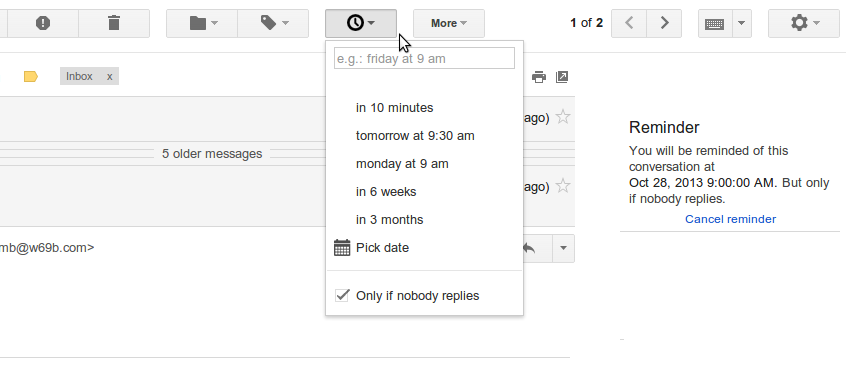 More
1 of 2
e.g.: friday at 9 am
Inbox x
in 10 minutes
ago)
tomorrow at 9:30 am
5 older messages
monday at 9 am
in 6 weeks
ago)
in 3 months
mb@w69b.com>
Pick date
Only if nobody replies
Reminder
You will be reminded of this
conversation at
Oct 28, 2013 9:00:00 AM. But only
if nobody replies.
Cancel reminder